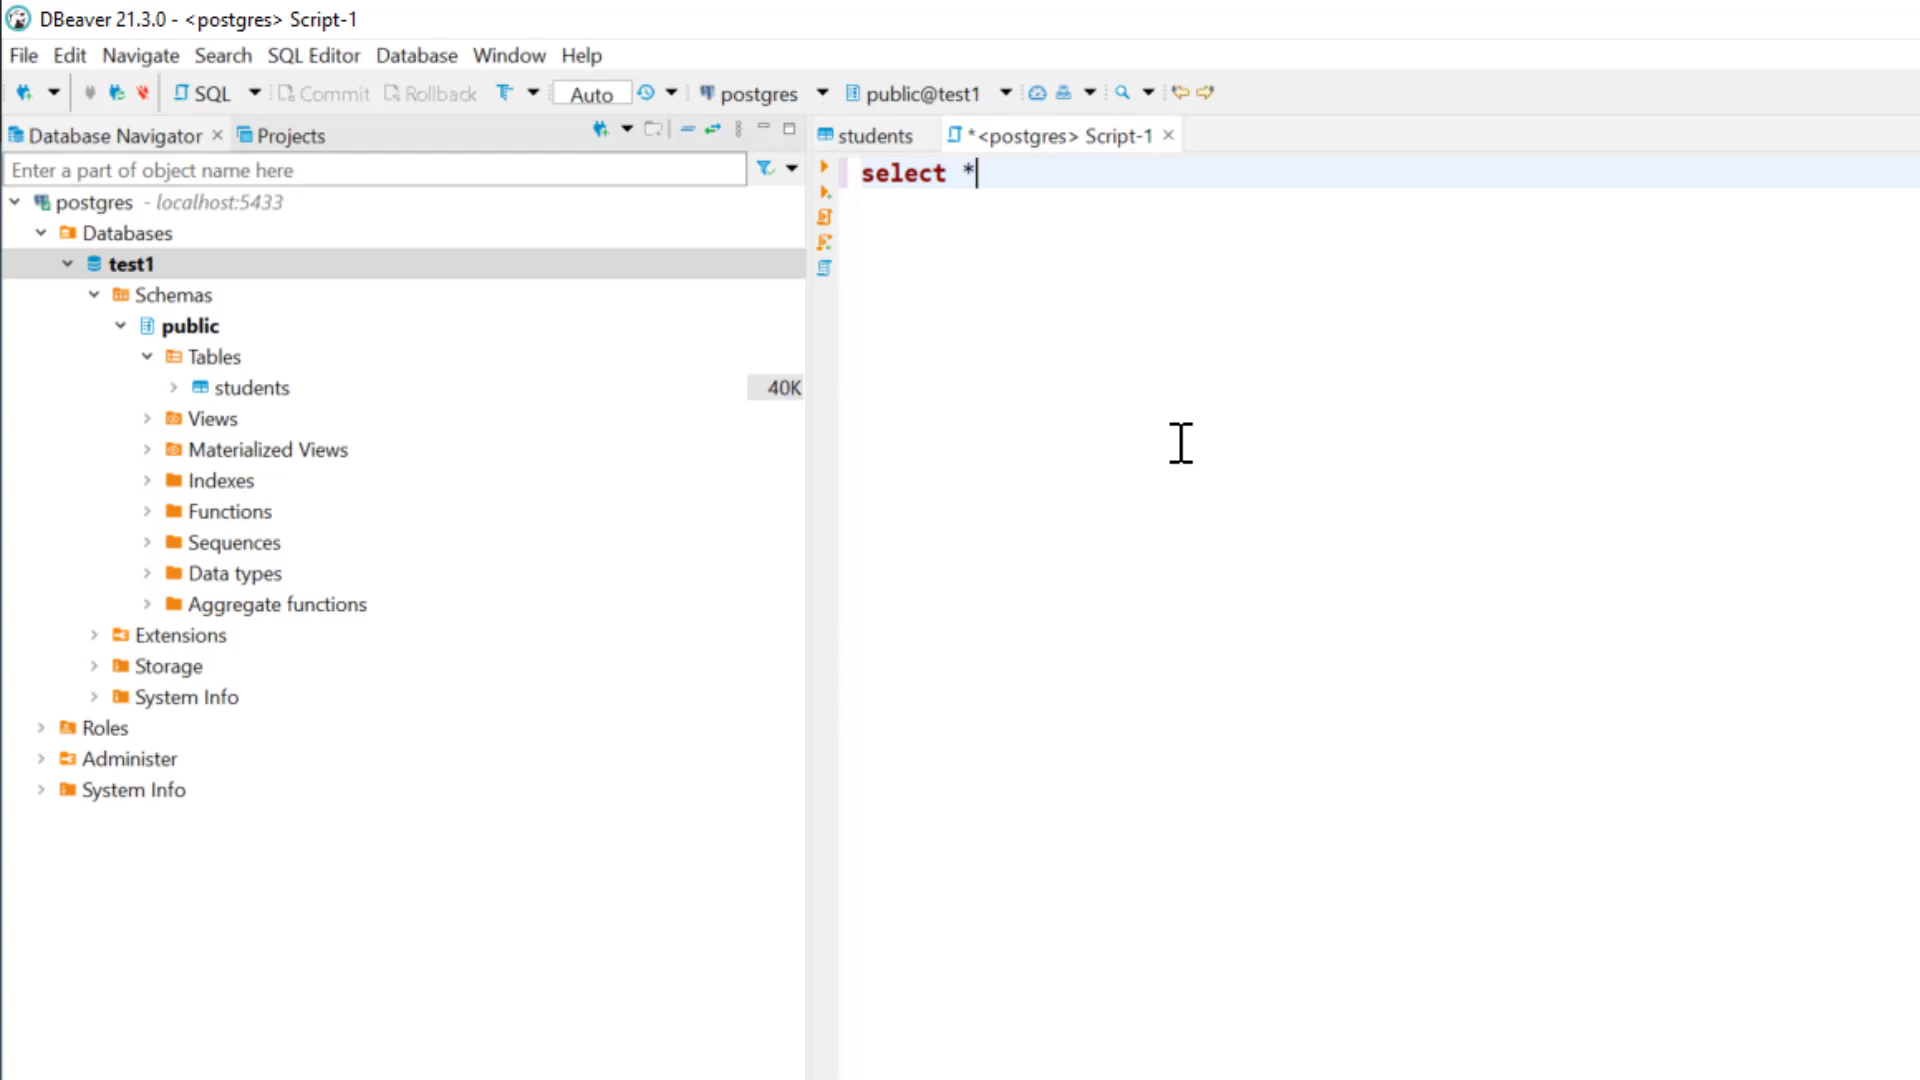 DBeaver 21.3.0 - <postgres> Script-1
File Edit Navigate Search SQL Editor Database Window Help
SQL Commit Rollback Auto postgres public@test1
Database Navigator Projects
students *<postgres> Script-1
Enter a part of object name here
select *
postgres - localhost:5433
Databases
test1
Schemas
public
Tables
students 40K
Views
Materialized Views
Indexes
Functions
Sequences
Data types
Aggregate functions
Extensions
Storage
System Info
Roles
Administer
System Info